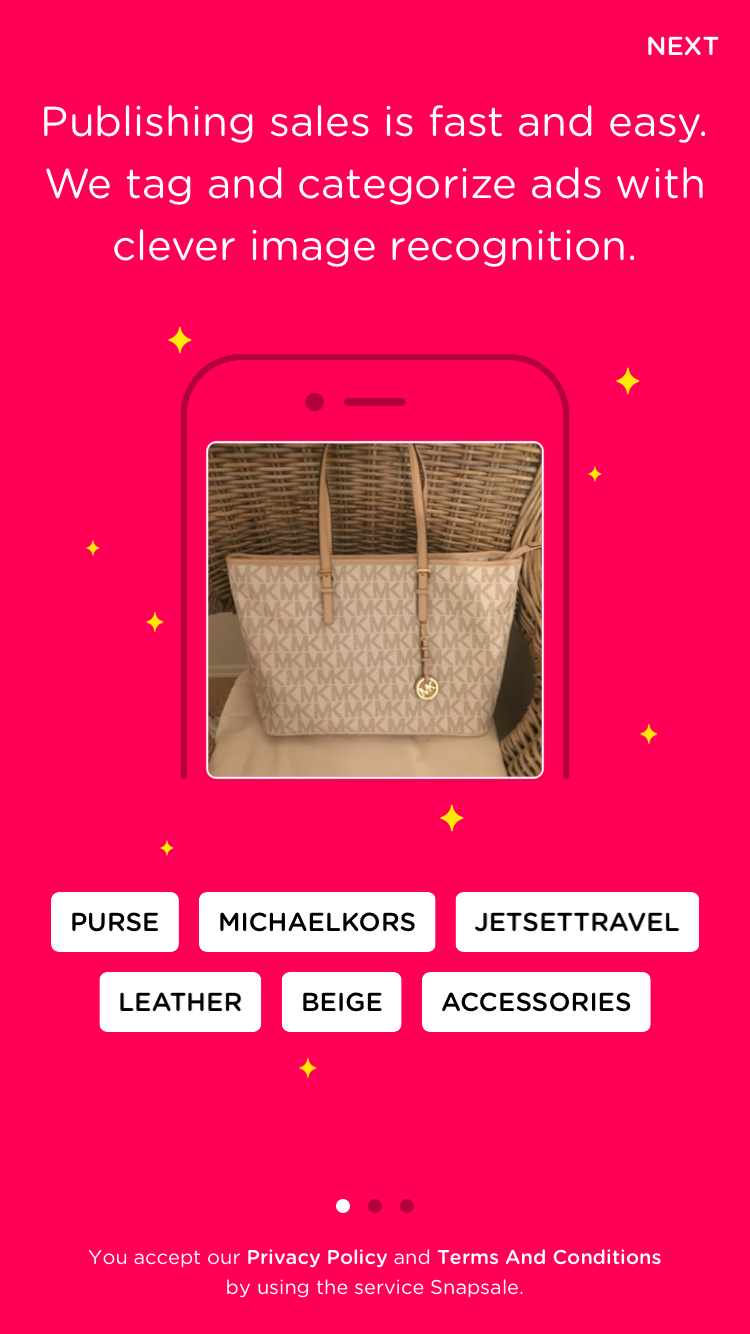 NEXT
Publishing sales is fast and easy.
We tag and categorize ads with
clever image recognition.
PURSE MICHAELKORS JETSETTRAVEL
LEATHER BEIGE ACCESSORIES
You accept our Privacy Policy and Terms And Conditions
by using the service Snapsale.